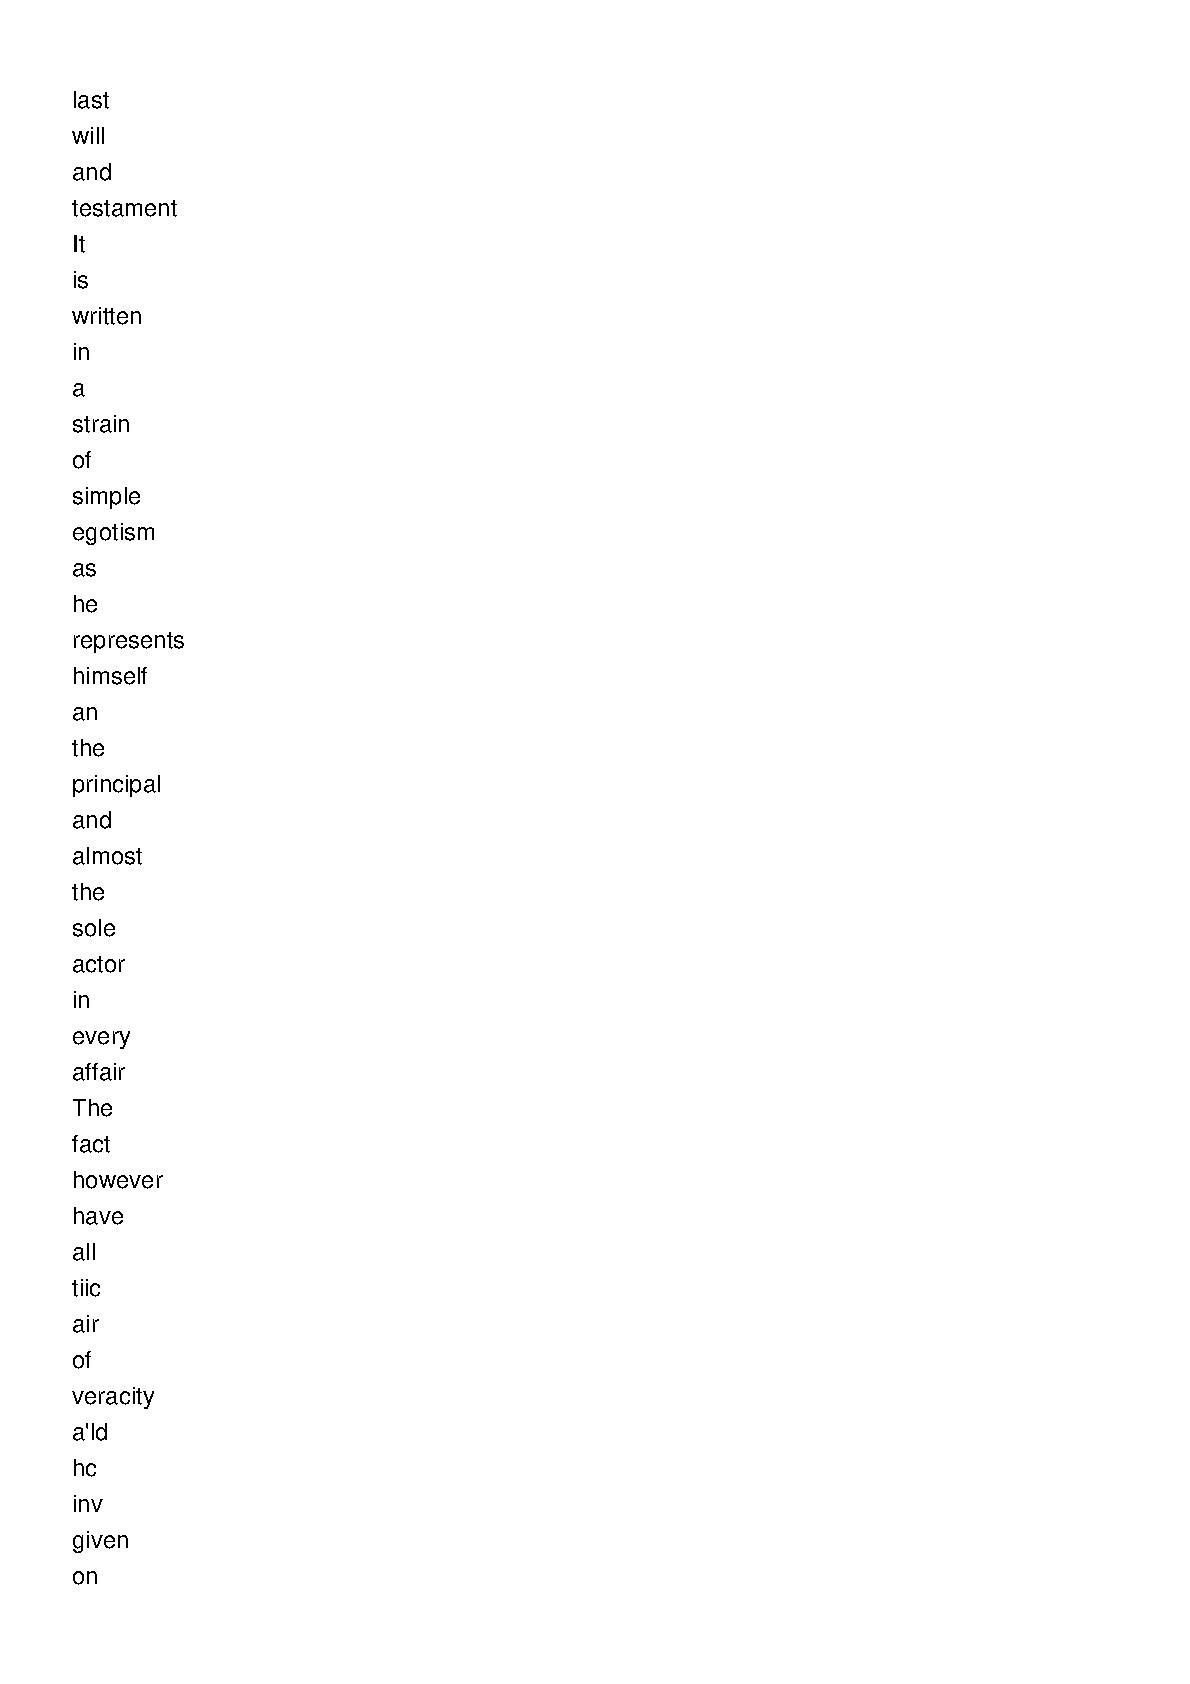 last
will
and
testament
It
is
written
in
a
strain
of
simple
egotism
as
he
represents
himself
an
the
principal
and
almost
the
sole
actor
in
every
affair
The
fact
however
have
all
tiic
air
of
veracity
a'ld
hc
inv
given
on